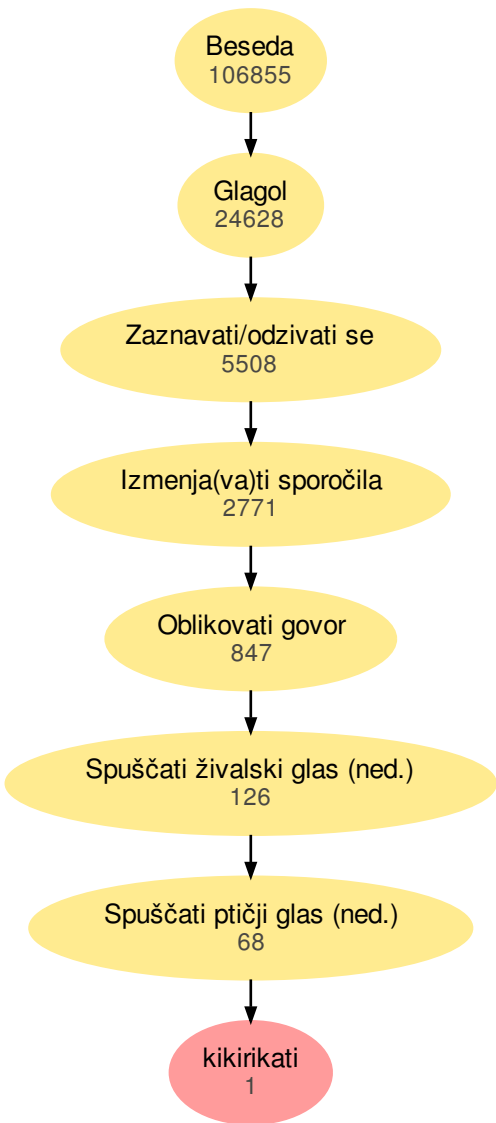 Beseda
106855
Glagol
24628
Zaznavati/odzivati se
5508
Izmenja(va)ti sporočila
2771
Oblikovati govor
847
Spuščati živalski glas (ned.)
126
Spuščati ptičji glas (ned.)
68
kikirikati
1